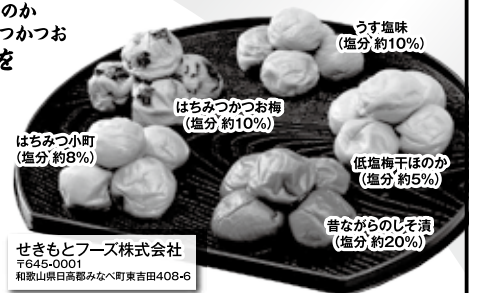 のか
つかつお
を
うす塩味
（塩分 約10%）
はちみつかつお梅
（塩分 約10%）
はちみつ小町
（塩分 約8%）
低塩梅干ほのか
（塩分 約5%）
昔ながらのしそ漬
（塩分 約20%）
せきもとフーズ株式会社
〒645-0001
和歌山県日高郡みなべ町東吉田408-6